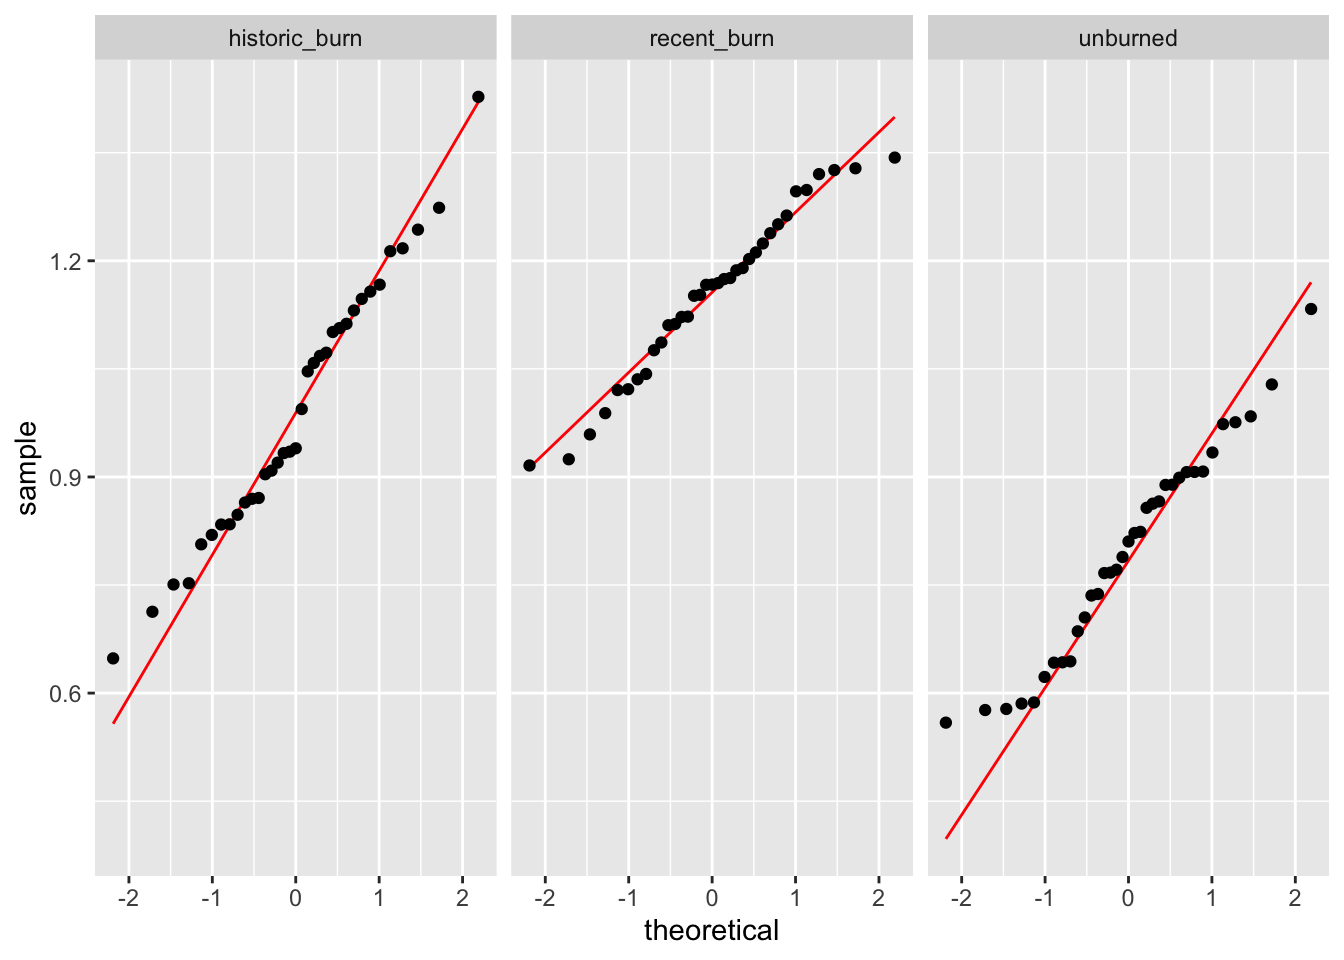 historic_burn recent_burn unburned
1.2
0.9
0.6
sample
-2 -1 0 1 2 -2 -1 0 1 2 -2 -1 0 1 2
theoretical